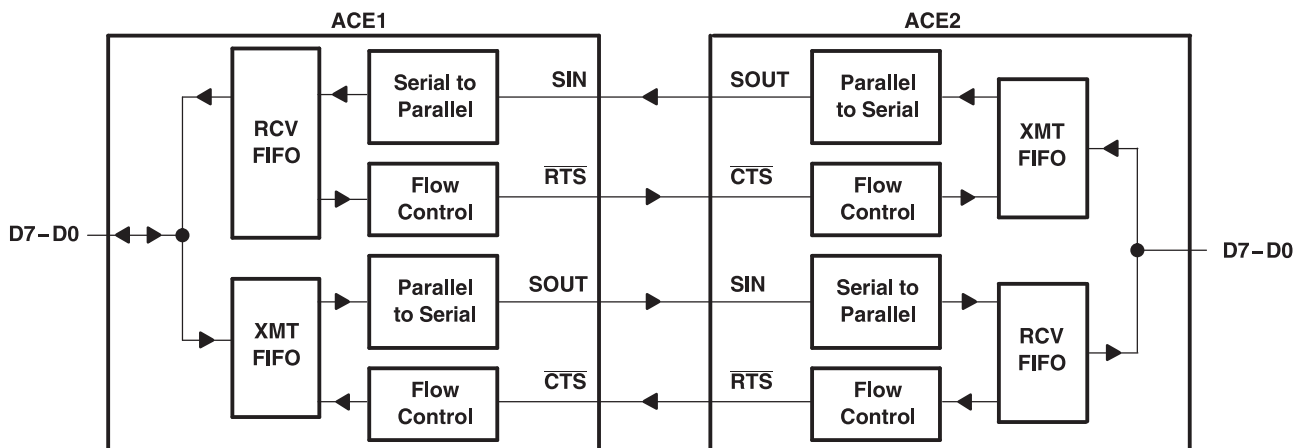 ACE1
ACE2
Serial to
Parallel
SIN
SOUT
Parallel
to Serial
RCV
FIFO
XMT
FIFO
Flow
Control
RTS
CTS
Flow
Control
D7–D0
D7–D0
XMT
FIFO
Parallel
to Serial
SOUT
SIN
Serial to
Parallel
RCV
FIFO
Flow
Control
CTS
RTS
Flow
Control